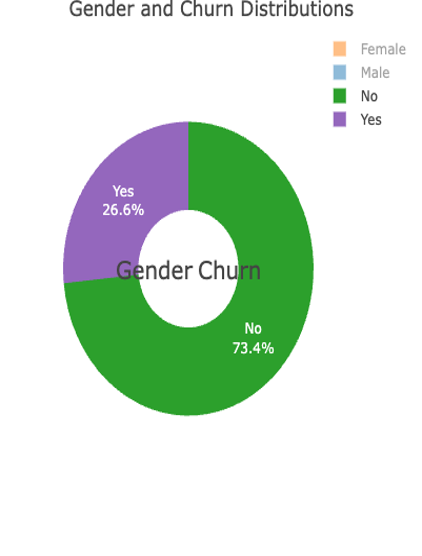 Gender and Churn Distributions
Female
Male
No
Yes
Yes
26.6%
Gender Churn
No
73.4%